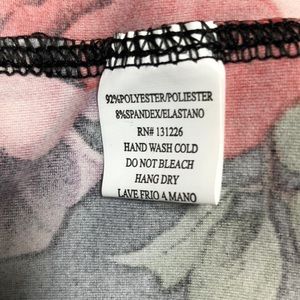 92%POLYESTER/POLIESTER
8%SPANDEX/ELASTANO
RN# 131226
HAND WASH COLD
DO NOT BLEACH
HANG DRY
LAVE FRIO A MANO